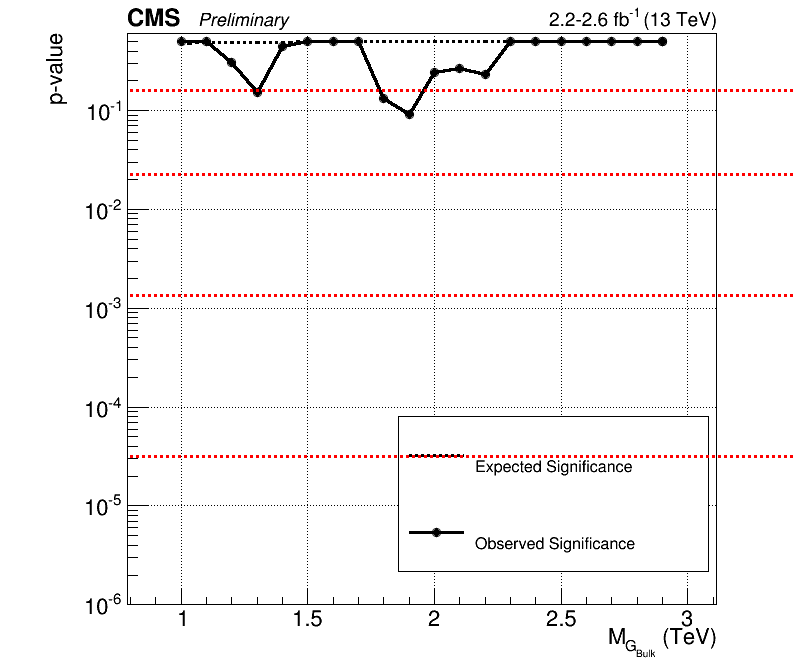 CMS Preliminary 2.2-2.6 fb⁻¹ (13 TeV)
p-value
10⁻¹
10⁻²
10⁻³
10⁻⁴
10⁻⁵
10⁻⁶
Expected Significance
Observed Significance
1 1.5 2 2.5 3
M_G_Bulk (TeV)